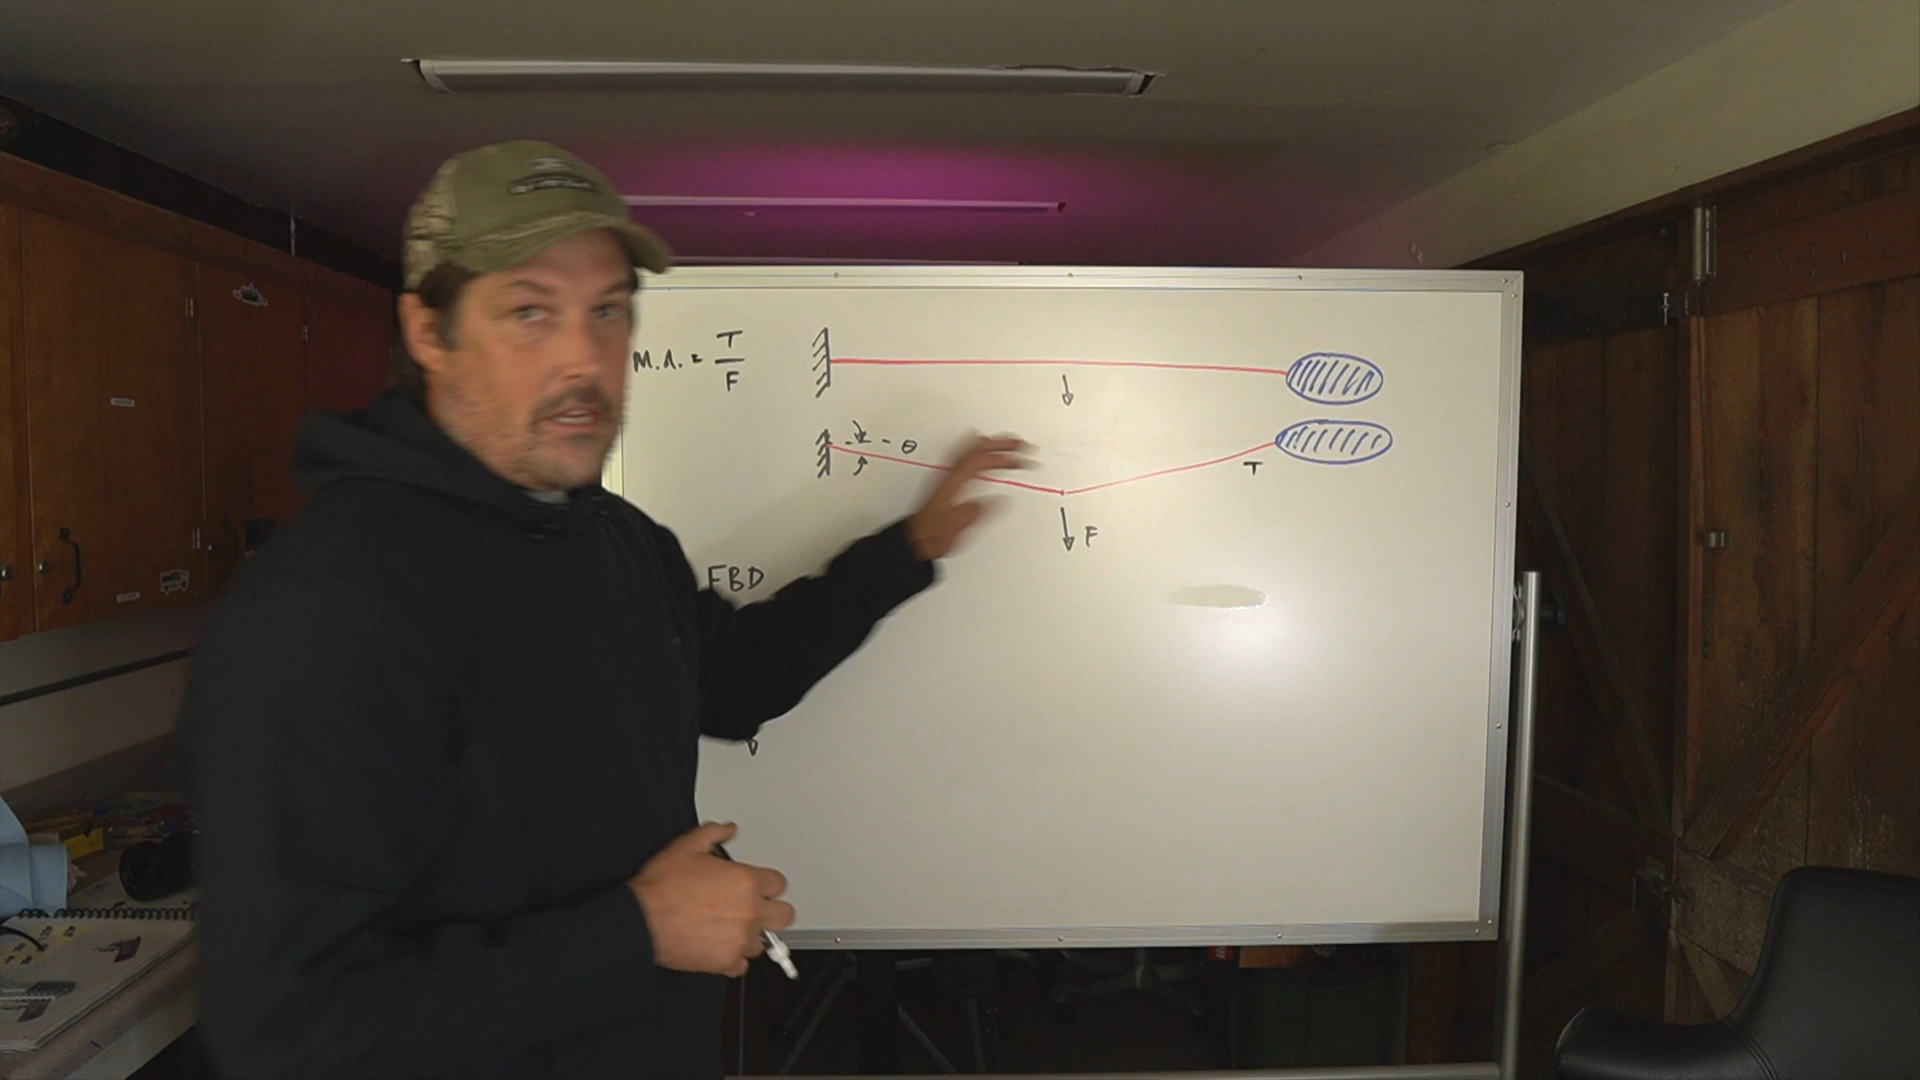 M.A. = T
F
θ
T
F
FBD